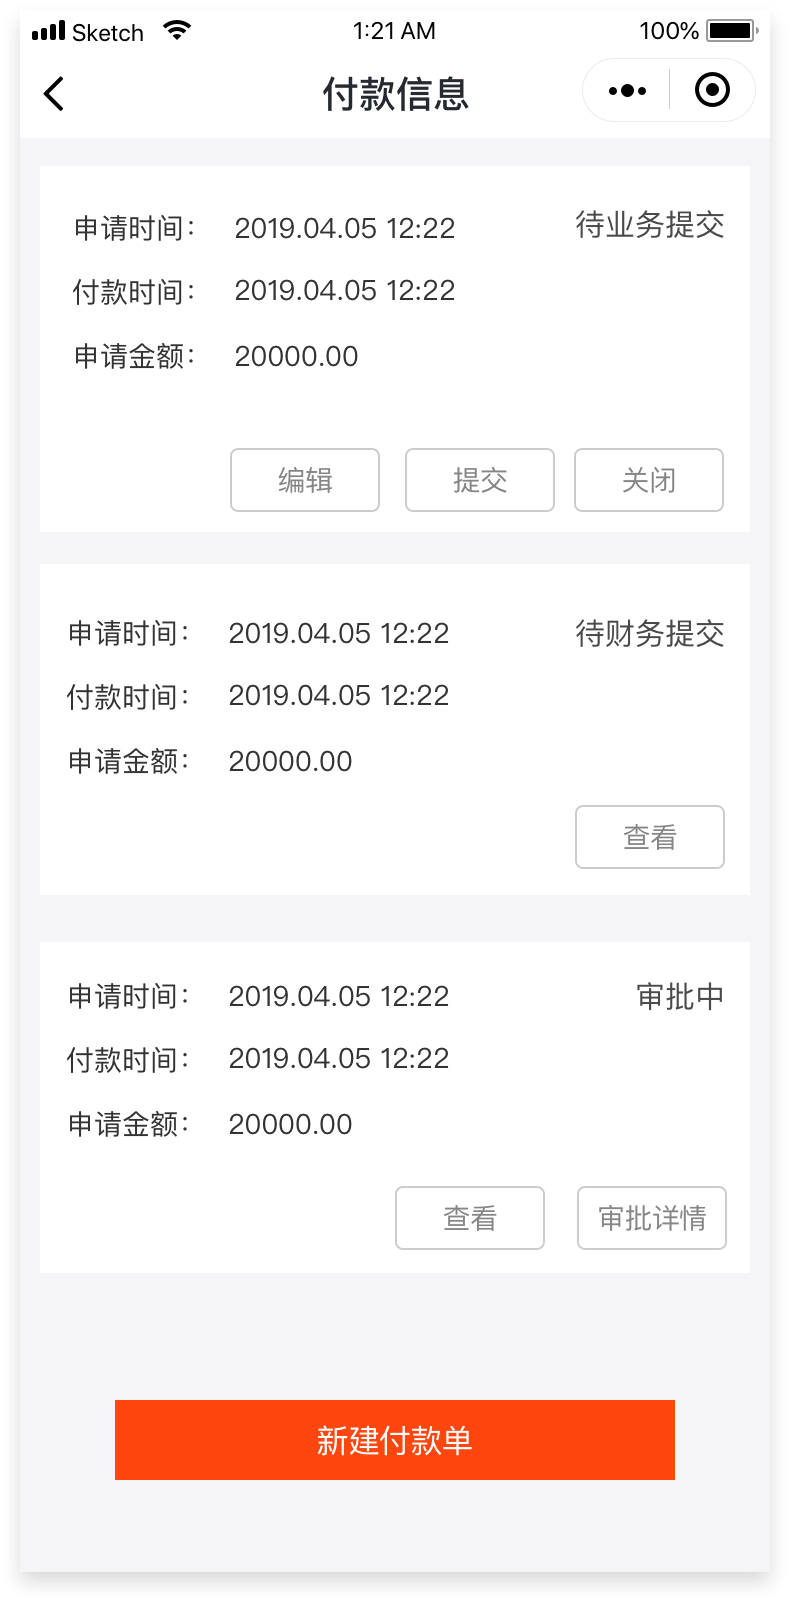 Sketch 1:21 AM 100%
付款信息
申请时间： 2019.04.05 12:22 待业务提交
付款时间： 2019.04.05 12:22
申请金额： 20000.00
编辑 提交 关闭
申请时间： 2019.04.05 12:22 待财务提交
付款时间： 2019.04.05 12:22
申请金额： 20000.00
查看
申请时间： 2019.04.05 12:22 审批中
付款时间： 2019.04.05 12:22
申请金额： 20000.00
查看 审批详情
新建付款单